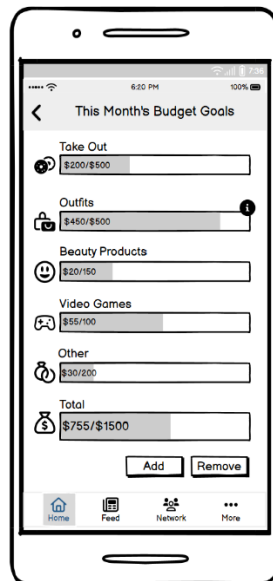 7:36
6:20 PM
100%
This Month's Budget Goals
Take Out
$200/$500
Outfits
i
$450/$500
Beauty Products
$20/150
Video Games
$55/100
Other
$30/200
Total
$755/$1500
Add Remove
Home Feed Network More